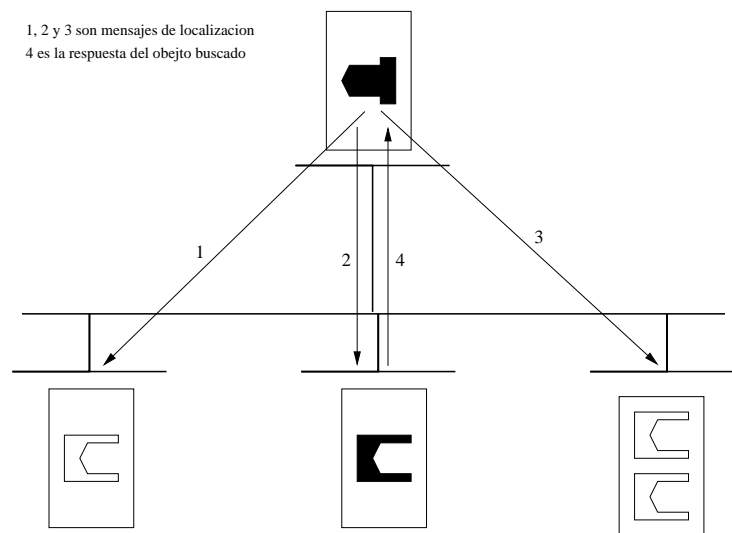 1, 2 y 3 son mensajes de localizacion
4 es la respuesta del obejto buscado
1
2
4
3